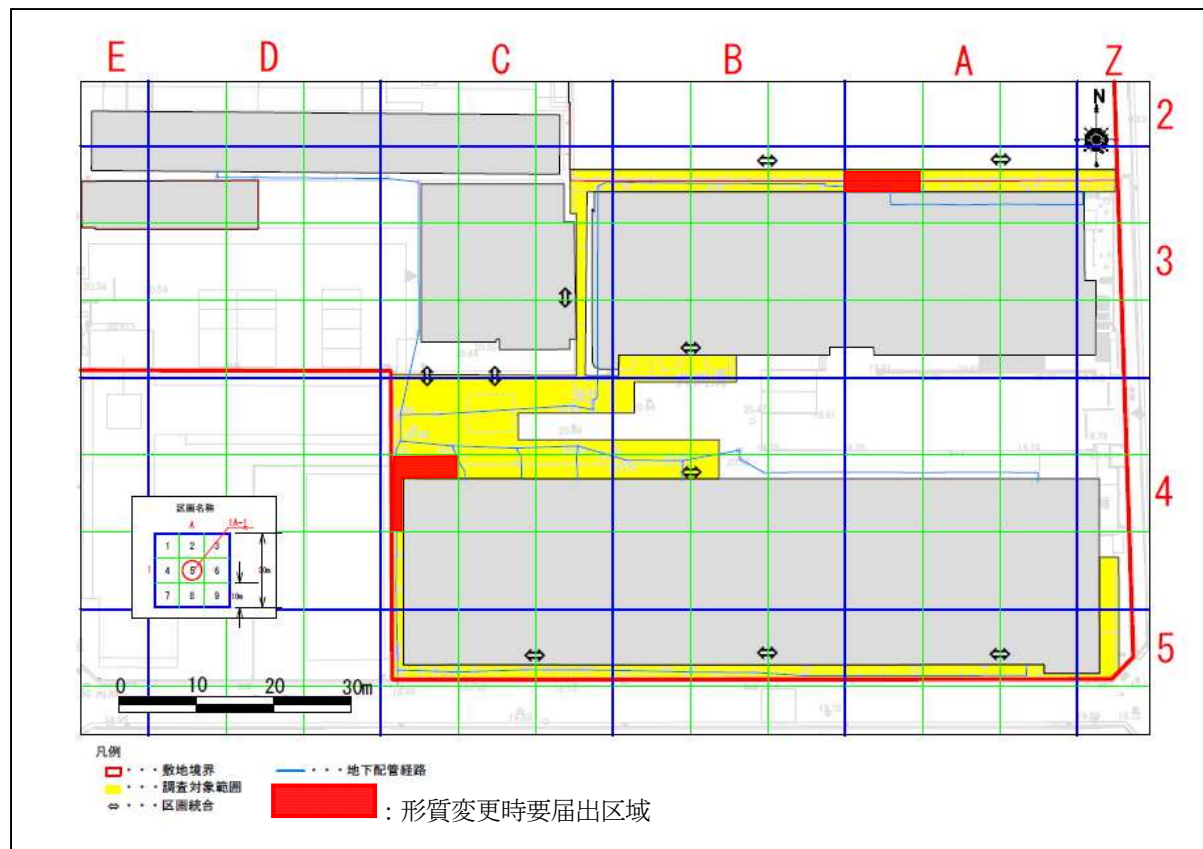 E D C B A Z
N
2
3
4
5
区画名称
A 1A-5
1 2 3
1 4 5 6
7 8 9
30m
10m
0 10 20 30m
凡例
・・・敷地境界
・・・地下配管経路
・・・調査対象範囲
・・・区画統合
：形質変更時要届出区域